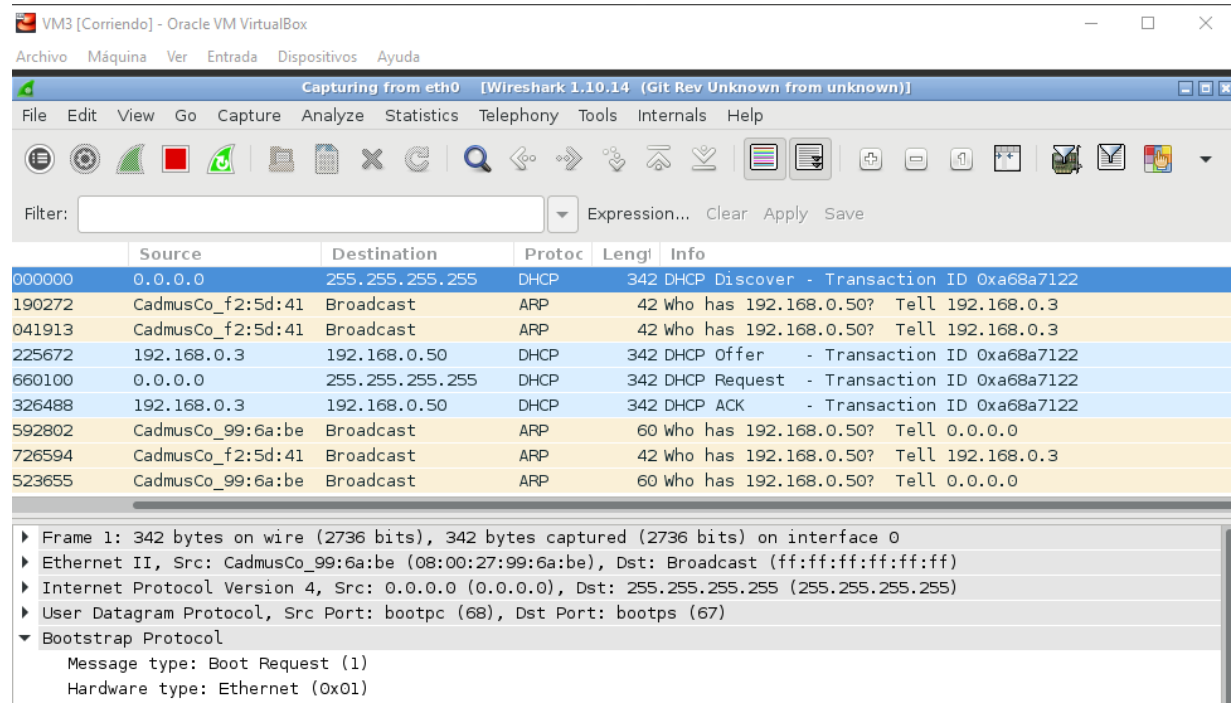 VM3 [Corriendo] - Oracle VM VirtualBox
Archivo Máquina Ver Entrada Dispositivos Ayuda
Capturing from eth0 [Wireshark 1.10.14 (Git Rev Unknown from unknown)]
File Edit View Go Capture Analyze Statistics Telephony Tools Internals Help
Filter: Expression... Clear Apply Save
Source Destination Protoc Lengt Info
000000 0.0.0.0 255.255.255.255 DHCP 342 DHCP Discover - Transaction ID 0xa68a7122
190272 CadmusCo_f2:5d:41 Broadcast ARP 42 Who has 192.168.0.50? Tell 192.168.0.3
041913 CadmusCo_f2:5d:41 Broadcast ARP 42 Who has 192.168.0.50? Tell 192.168.0.3
225672 192.168.0.3 192.168.0.50 DHCP 342 DHCP Offer - Transaction ID 0xa68a7122
660100 0.0.0.0 255.255.255.255 DHCP 342 DHCP Request - Transaction ID 0xa68a7122
326488 192.168.0.3 192.168.0.50 DHCP 342 DHCP ACK - Transaction ID 0xa68a7122
592802 CadmusCo_99:6a:be Broadcast ARP 60 Who has 192.168.0.50? Tell 0.0.0.0
726594 CadmusCo_f2:5d:41 Broadcast ARP 42 Who has 192.168.0.50? Tell 192.168.0.3
523655 CadmusCo_99:6a:be Broadcast ARP 60 Who has 192.168.0.50? Tell 0.0.0.0
Frame 1: 342 bytes on wire (2736 bits), 342 bytes captured (2736 bits) on interface 0
Ethernet II, Src: CadmusCo_99:6a:be (08:00:27:99:6a:be), Dst: Broadcast (ff:ff:ff:ff:ff:ff)
Internet Protocol Version 4, Src: 0.0.0.0 (0.0.0.0), Dst: 255.255.255.255 (255.255.255.255)
User Datagram Protocol, Src Port: bootpc (68), Dst Port: bootps (67)
Bootstrap Protocol
Message type: Boot Request (1)
Hardware type: Ethernet (0x01)